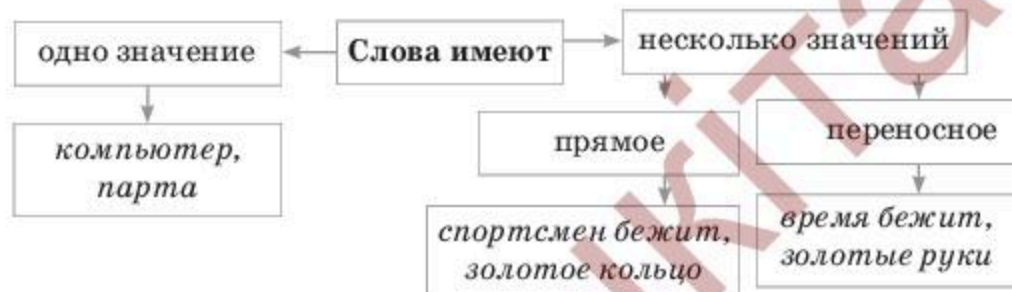 одно значение
Слова имеют
несколько значений
компьютер,
парта
прямое
переносное
спортсмен бежит,
золотое кольцо
время бежит,
золотые руки